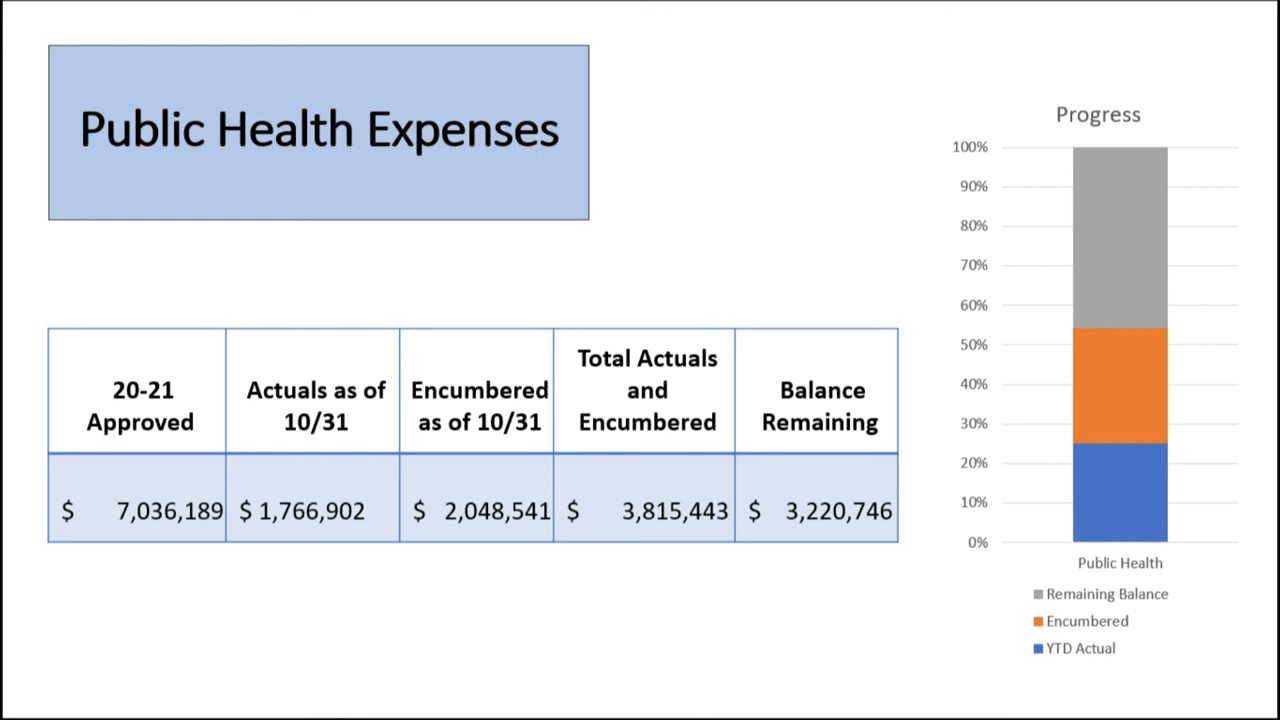 Public Health Expenses
20-21
Approved
Actuals as of
10/31
Encumbered
as of 10/31
Total Actuals
and
Encumbered
Balance
Remaining
$ 7,036,189 $ 1,766,902 $ 2,048,541 $ 3,815,443 $ 3,220,746
Progress
100%
90%
80%
70%
60%
50%
40%
30%
20%
10%
0%
Public Health
Remaining Balance
Encumbered
YTD Actual